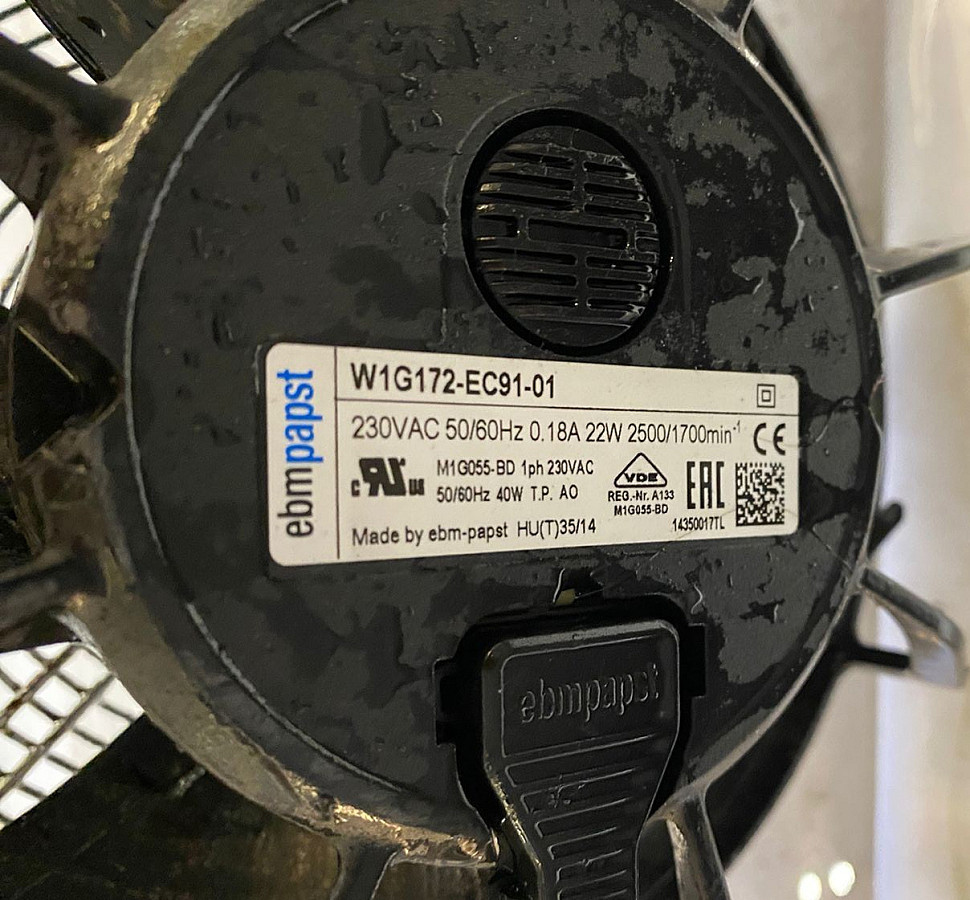 ebmpapst
W1G172-EC91-01
230VAC 50/60Hz 0.18A 22W 2500/1700min⁻¹
CE
c RU us
M1G055-BD 1ph 230VAC
50/60Hz 40W T.P. AO
VDE
REG.-Nr. A133
M1G055-BD
EAC
14350017TL
Made by ebm-papst HU(T)35/14
ebmpapst